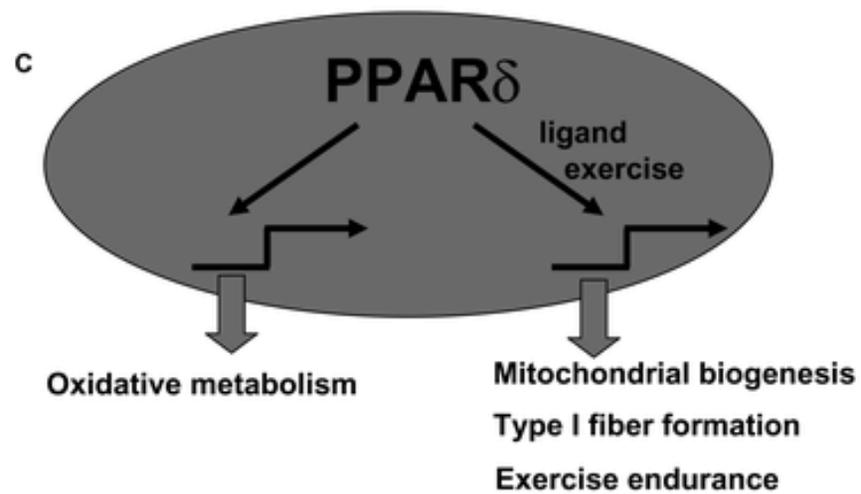 C
PPARδ
ligand
exercise
Oxidative metabolism
Mitochondrial biogenesis
Type I fiber formation
Exercise endurance